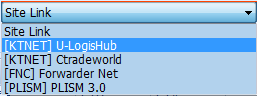 Site Link
Site Link
[KTNET] U-LogisHub
[KTNET] Ctradeworld
[FNC] Forwarder Net
[PLISM] PLISM 3.0